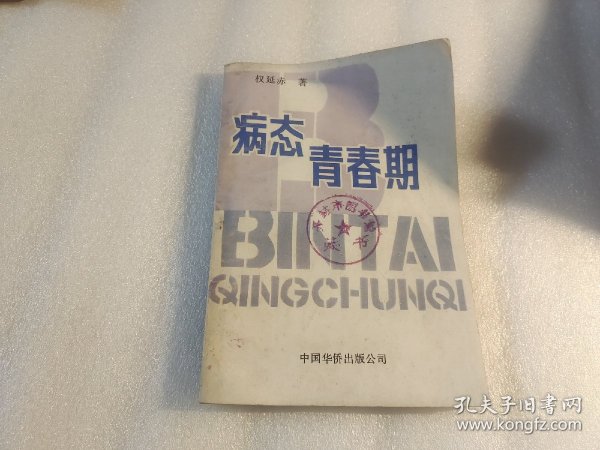 权延赤 著
病态
青春期
BINTAI
QINGCHUNQI
中国华侨出版公司
孔夫子旧书网
www.kongfz.com